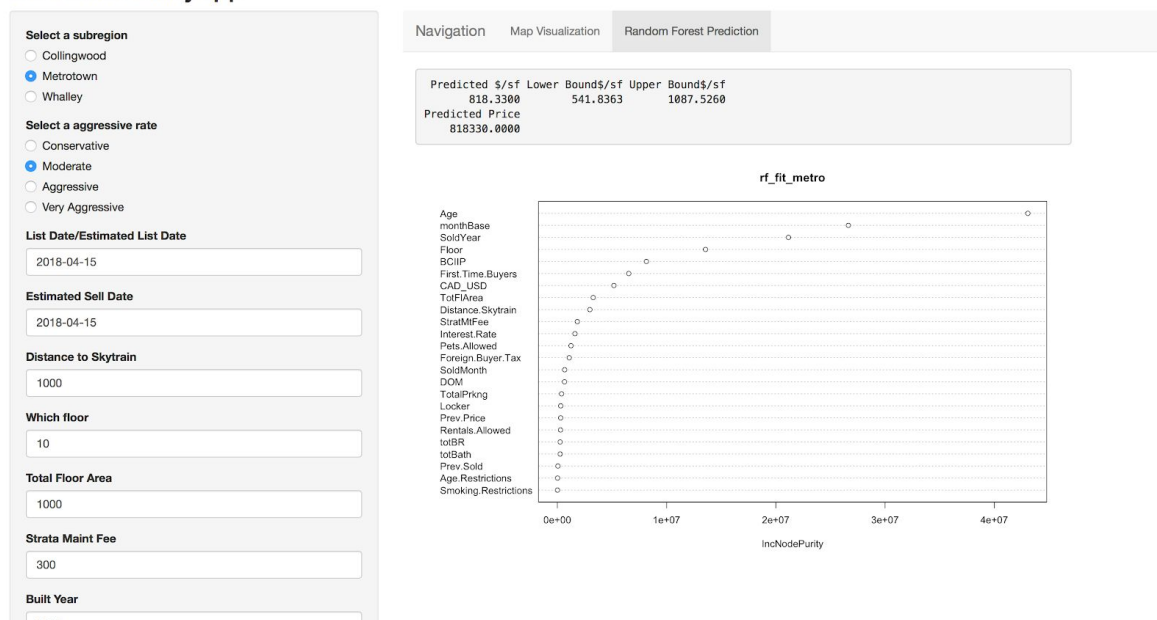 Select a subregion
Collingwood
Metrotown
Whalley
Select a aggressive rate
Conservative
Moderate
Aggressive
Very Aggressive
List Date/Estimated List Date
2018-04-15
Estimated Sell Date
2018-04-15
Distance to Skytrain
1000
Which floor
10
Total Floor Area
1000
Strata Maint Fee
300
Built Year
Navigation Map Visualization Random Forest Prediction
Predicted $/sf Lower Bound$/sf Upper Bound$/sf
818.3300 541.8363 1087.5260
Predicted Price
818330.0000
rf_fit_metro
Age
monthBase
SoldYear
Floor
BCIIP
First.Time.Buyers
CAD_USD
TotFlArea
Distance.Skytrain
StratMtFee
Interest.Rate
Pets.Allowed
Foreign.Buyer.Tax
SoldMonth
DOM
TotalPrkng
Locker
Prev.Price
Rentals.Allowed
totBR
totBath
Prev.Sold
Age.Restrictions
Smoking.Restrictions
0e+00 1e+07 2e+07 3e+07 4e+07
IncNodePurity